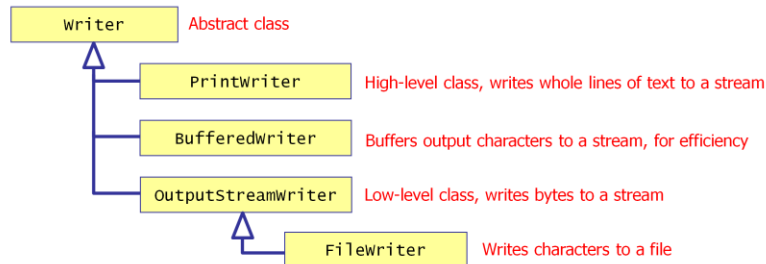 Writer Abstract class
PrintWriter High-level class, writes whole lines of text to a stream
BufferedWriter Buffers output characters to a stream, for efficiency
OutputStreamWriter Low-level class, writes bytes to a stream
FileWriter Writes characters to a file